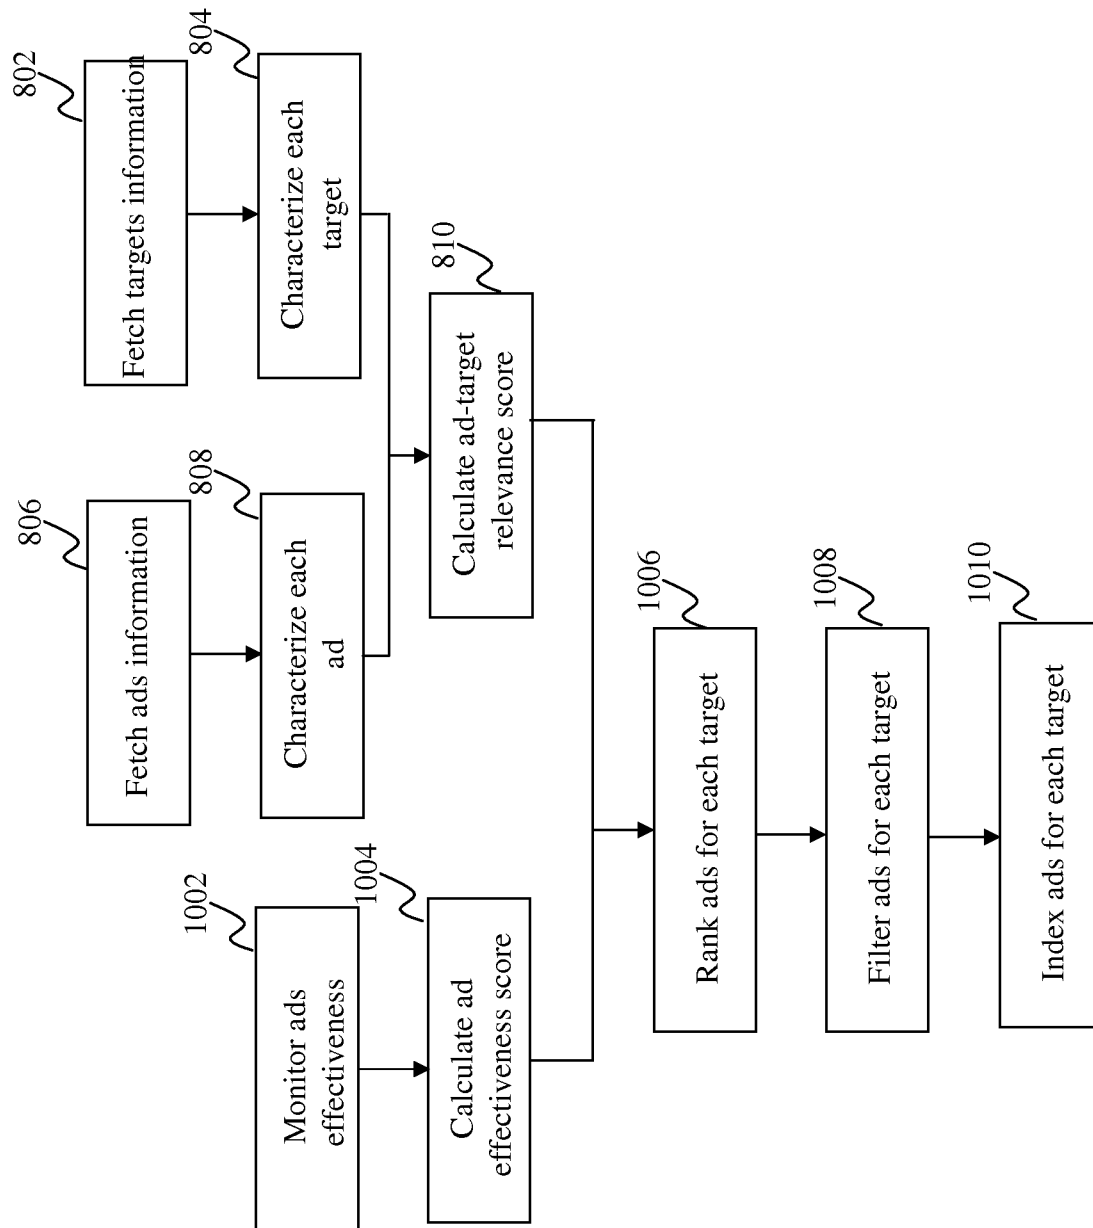 802
Fetch targets information
804
Characterize each
target
806
Fetch ads information
808
Characterize each
ad
810
Calculate ad-target
relevance score
1002
Monitor ads
effectiveness
1004
Calculate ad
effectiveness score
1006
Rank ads for each target
1008
Filter ads for each target
1010
Index ads for each target